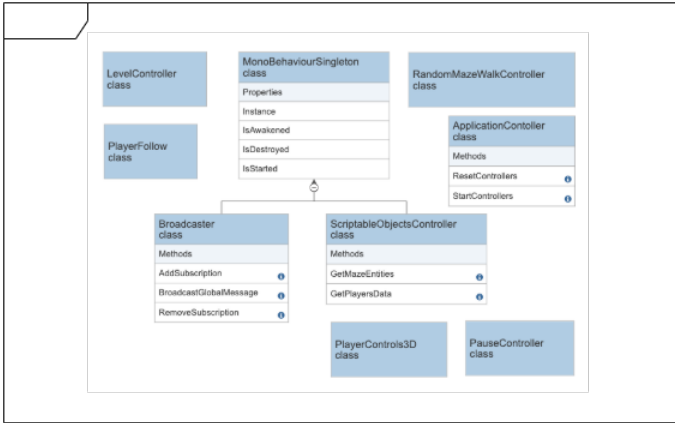 LevelController
class
MonoBehaviourSingleton
class
Properties
Instance
IsAwakened
IsDestroyed
IsStarted
RandomMazeWalkController
class
PlayerFollow
class
ApplicationContoller
class
Methods
ResetControllers
StartControllers
Broadcaster
class
Methods
AddSubscription
BroadcastGlobalMessage
RemoveSubscription
ScriptableObjectsController
class
Methods
GetMazeEntities
GetPlayersData
PlayerControls3D
class
PauseController
class